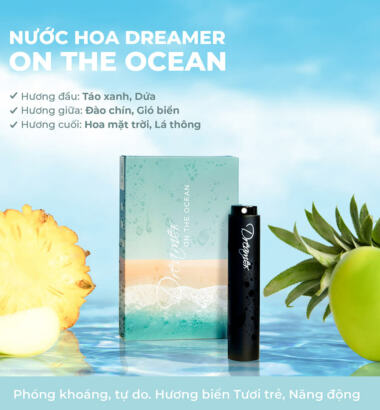 NƯỚC HOA DREAMER
ON THE OCEAN
✓ Hương đầu: Táo xanh, Dứa
✓ Hương giữa: Đào chín, Gió biển
✓ Hương cuối: Hoa mặt trời, Lá thông
Dreamer
ON THE OCEAN
Dreamer
Phóng khoáng, tự do. Hương biển Tươi trẻ, Năng động